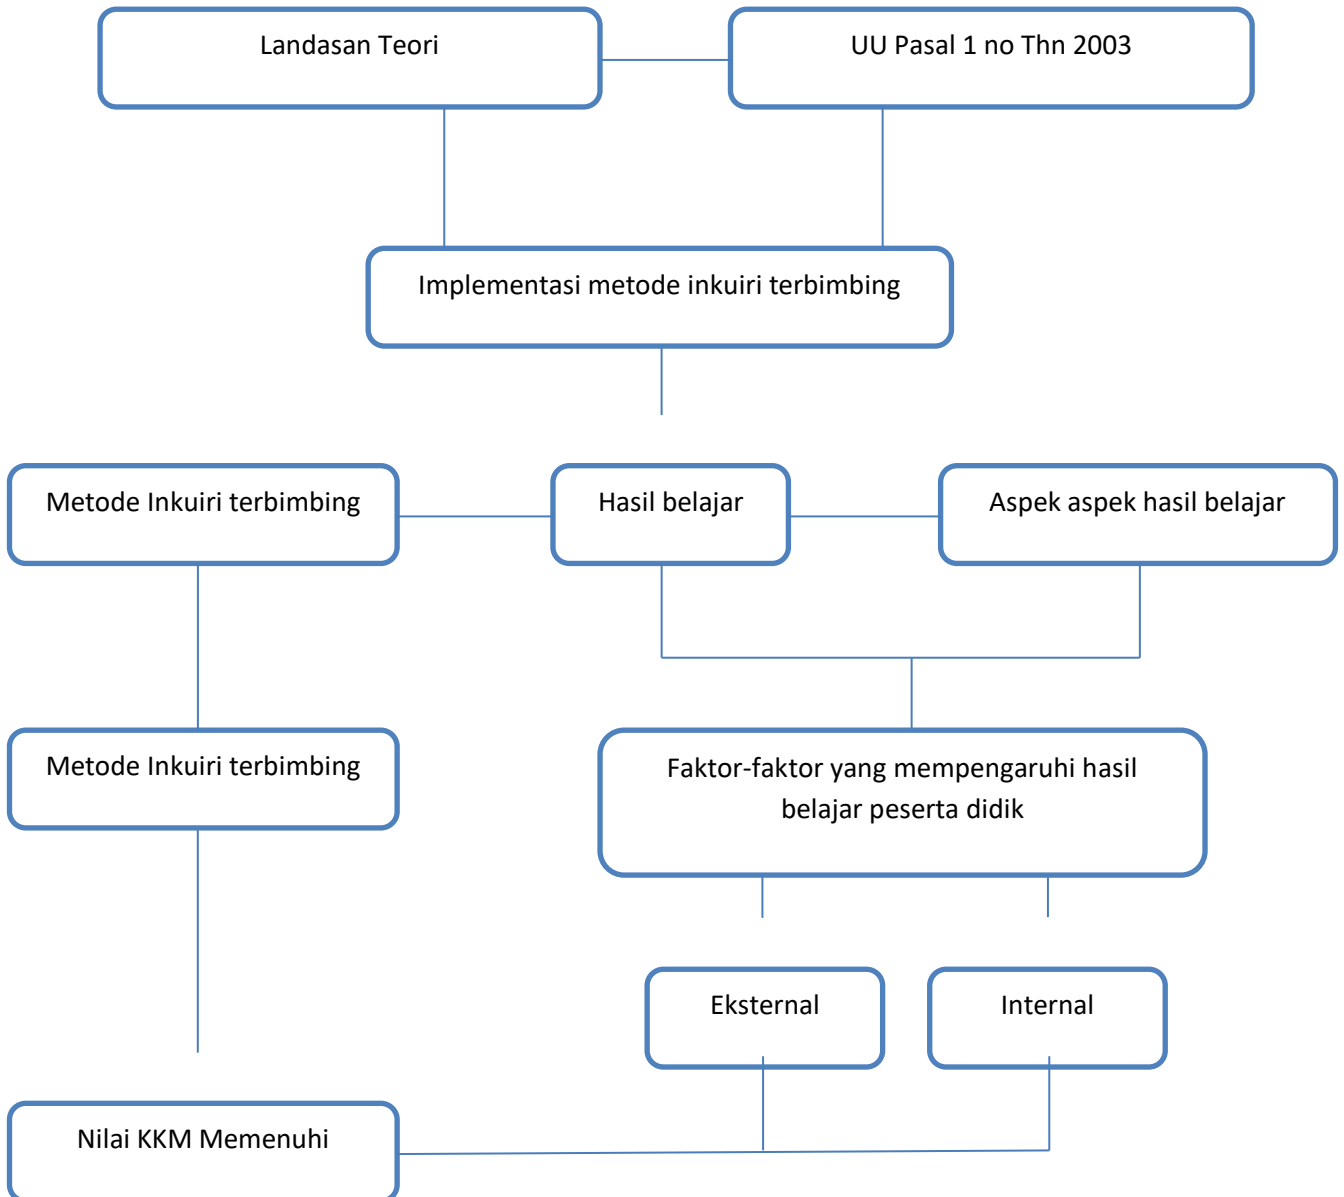 Landasan Teori
UU Pasal 1 no Thn 2003
Implementasi metode inkuiri terbimbing
Metode Inkuiri terbimbing
Hasil belajar
Aspek aspek hasil belajar
Metode Inkuiri terbimbing
Faktor-faktor yang mempengaruhi hasil
belajar peserta didik
Eksternal
Internal
Nilai KKM Memenuhi